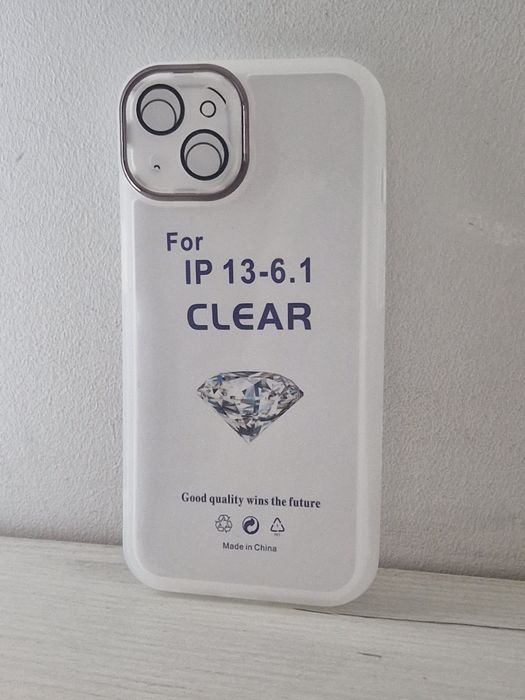 For
IP 13-6.1
CLEAR
Good quality wins the future
Made in China